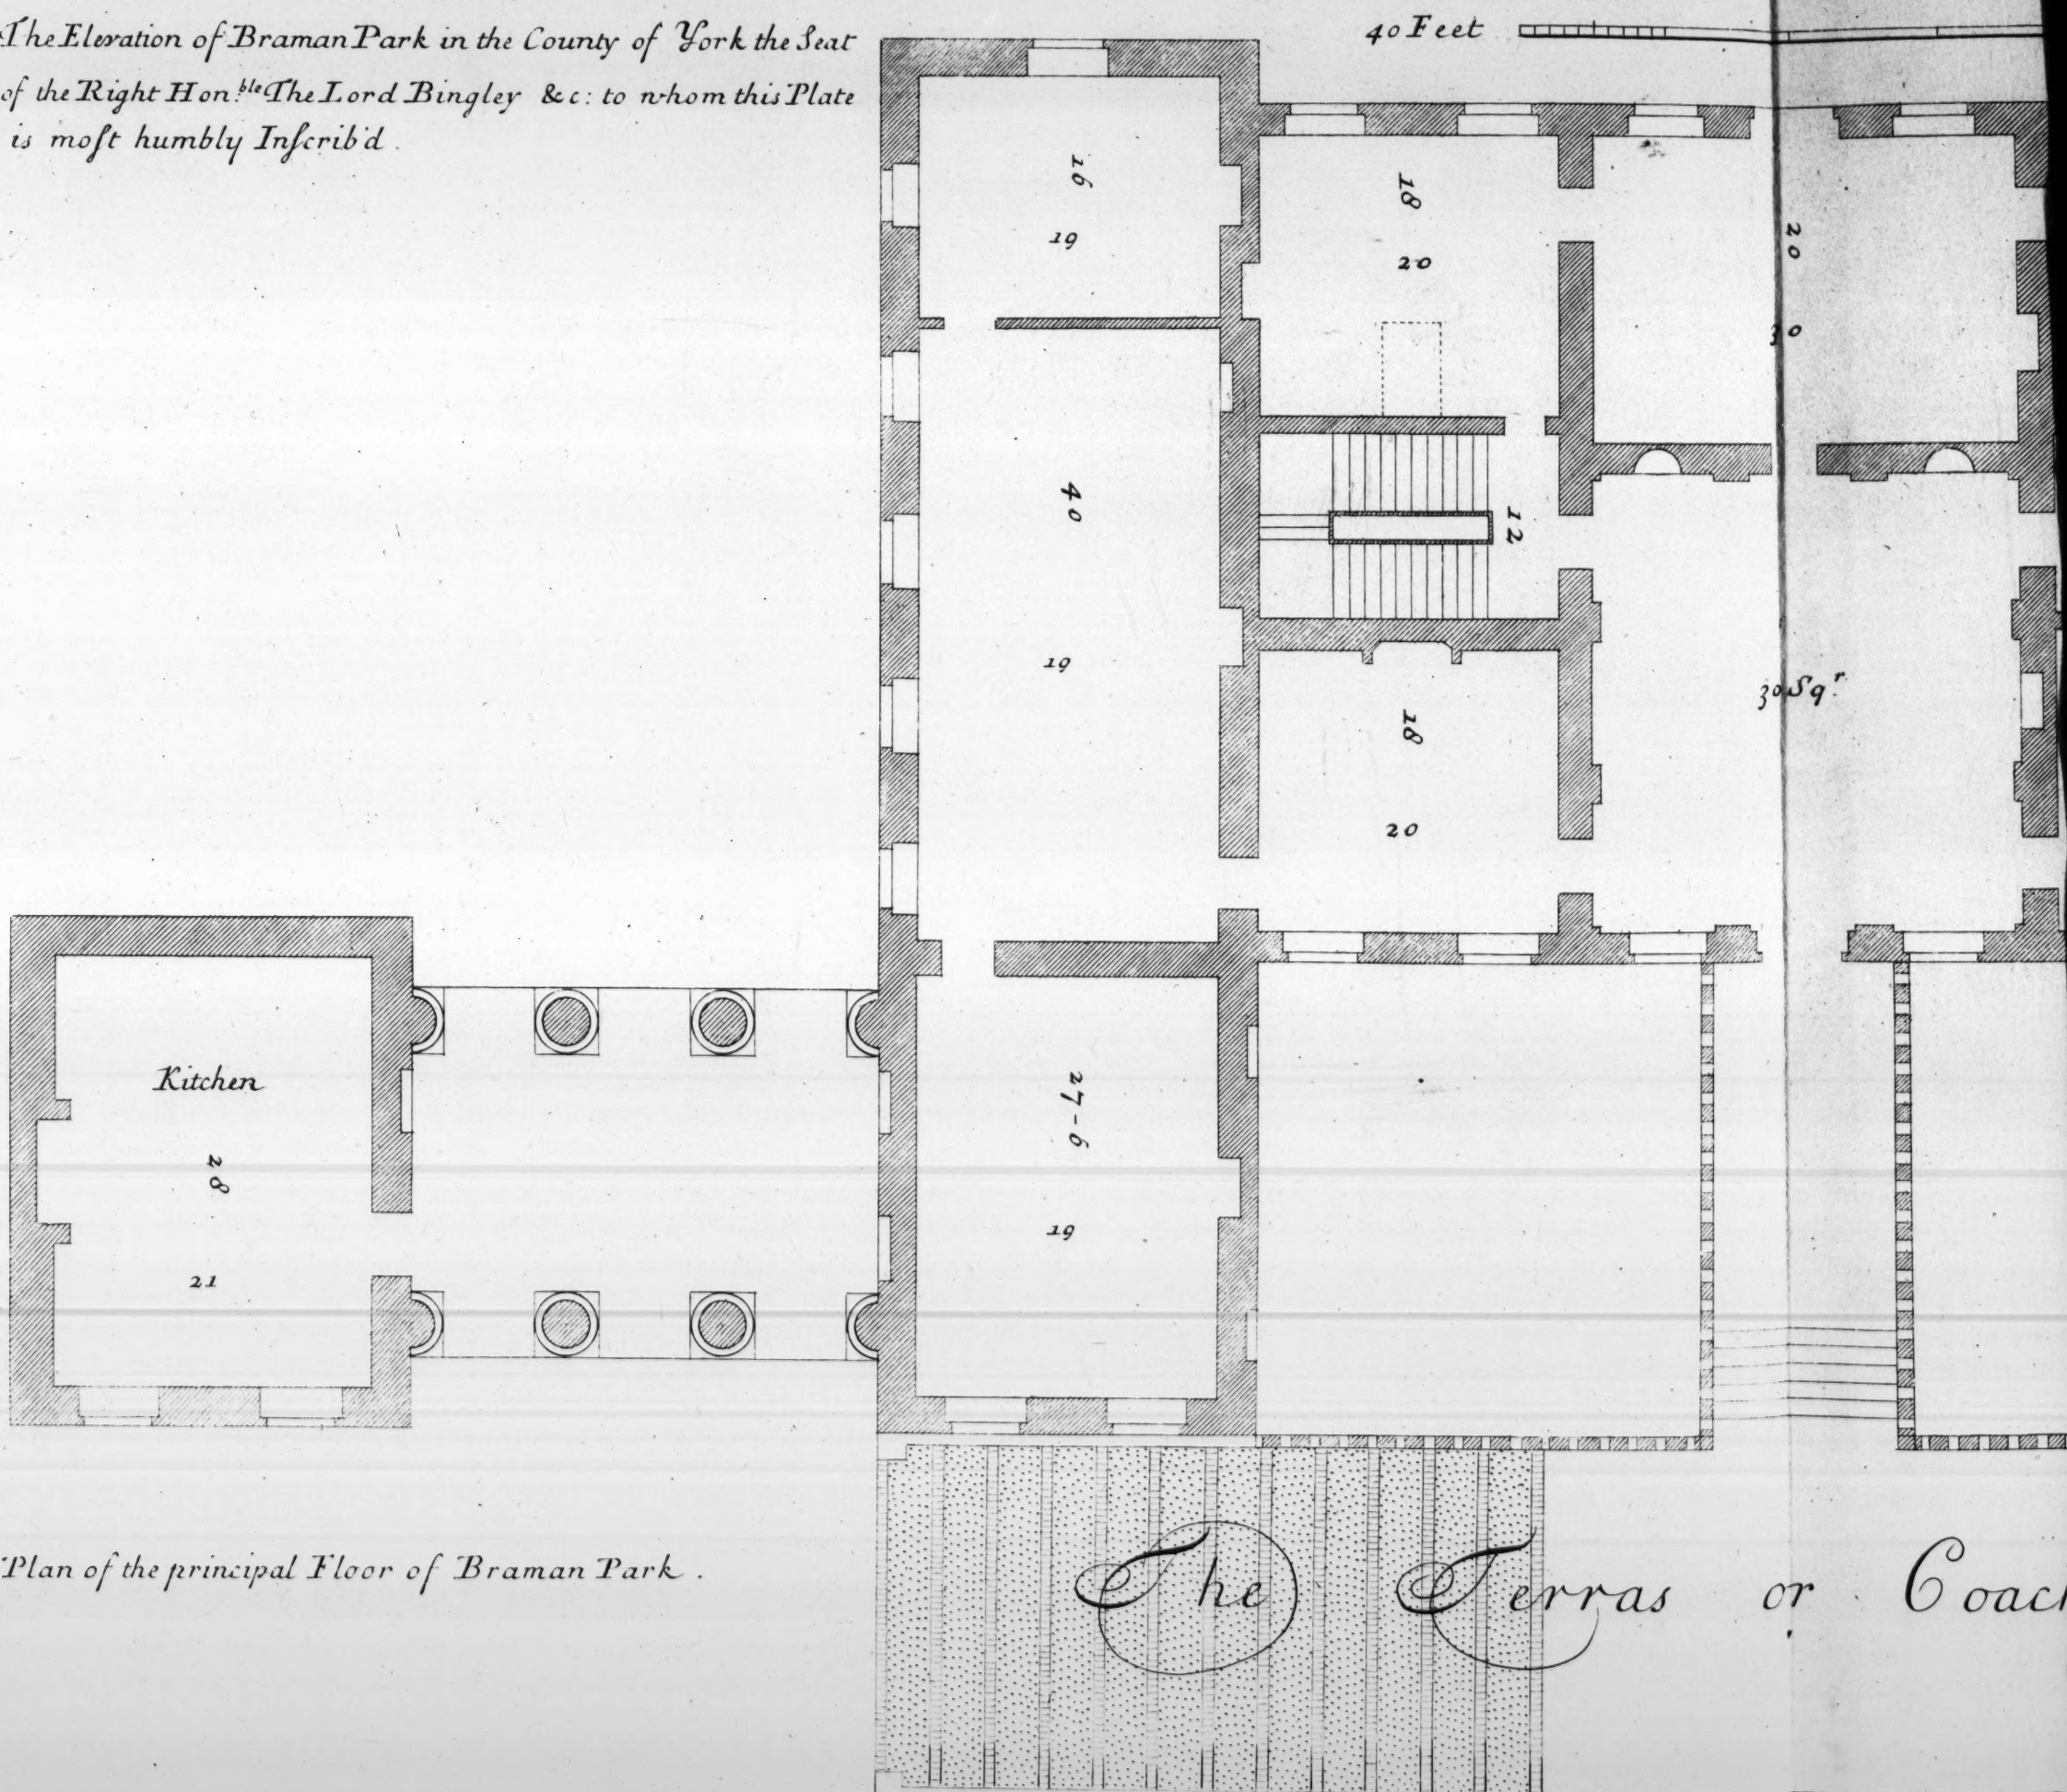 The Elevation of Braman Park in the County of York the Seat
of the Right Hon.ble The Lord Bingley &c: to whom this Plate
is most humbly Inscrib'd.
40 Feet
16
19
18
20
20
30
40
19
12
18
20
30 Sqr.
Kitchen
28
21
27-6
19
Plan of the principal Floor of Braman Park.
The Terras or Coach